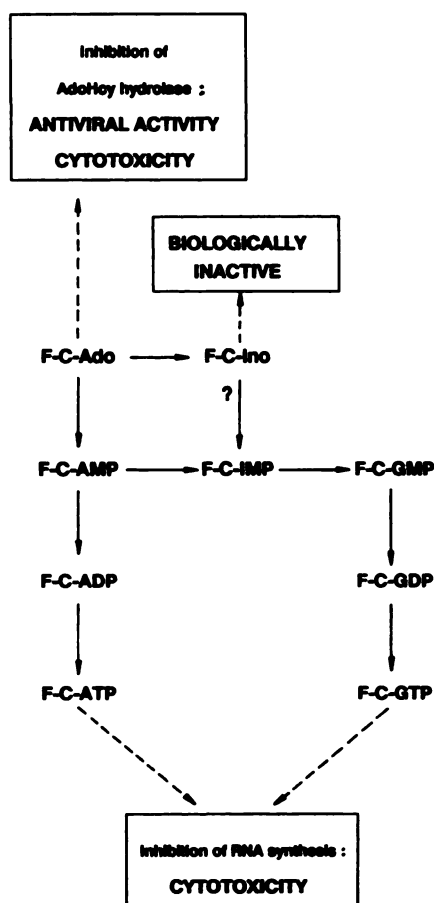 Inhibition of
AdoHcy hydrolase :
ANTIVIRAL ACTIVITY
CYTOTOXICITY
BIOLOGICALLY
INACTIVE
F-C-Ado F-C-Ino
?
F-C-AMP F-C-IMP F-C-GMP
F-C-ADP F-C-GDP
F-C-ATP F-C-GTP
Inhibition of RNA synthesis :
CYTOTOXICITY